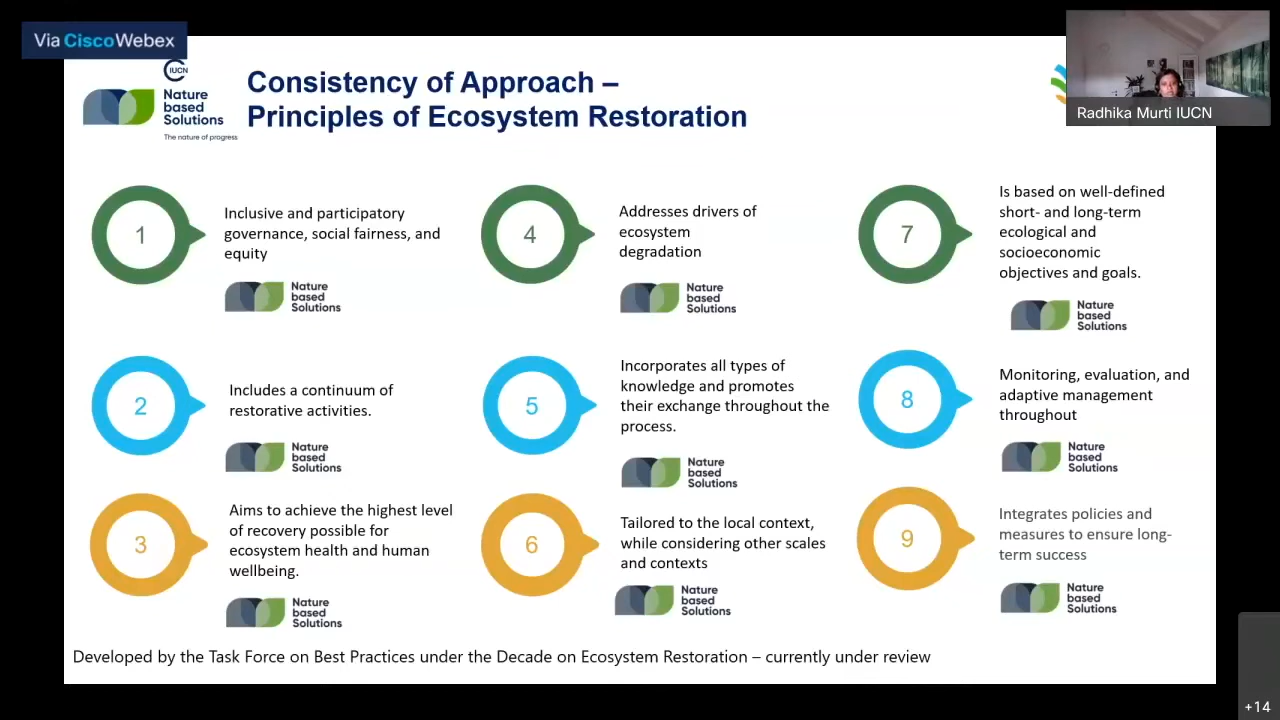 Via CiscoWebex
IUCN
Nature
based
Solutions
The nature of progress
Consistency of Approach –
Principles of Ecosystem Restoration
Radhika Murti IUCN
1
Inclusive and participatory
governance, social fairness, and
equity
Nature
based
Solutions
2
Includes a continuum of
restorative activities.
Nature
based
Solutions
3
Aims to achieve the highest level
of recovery possible for
ecosystem health and human
wellbeing.
Nature
based
Solutions
4
Addresses drivers of
ecosystem
degradation
Nature
based
Solutions
5
Incorporates all types of
knowledge and promotes
their exchange throughout the
process.
Nature
based
Solutions
6
Tailored to the local context,
while considering other scales
and contexts
Nature
based
Solutions
7
Is based on well-defined
short- and long-term
ecological and
socioeconomic
objectives and goals.
Nature
based
Solutions
8
Monitoring, evaluation, and
adaptive management
throughout
Nature
based
Solutions
9
Integrates policies and
measures to ensure long-
term success
Nature
based
Solutions
Developed by the Task Force on Best Practices under the Decade on Ecosystem Restoration – currently under review
+14